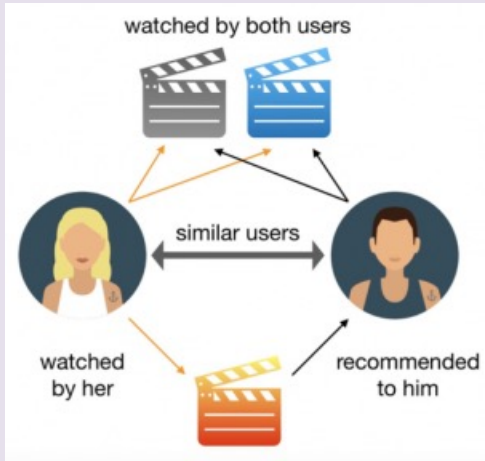 watched by both users
similar users
watched
by her
recommended
to him